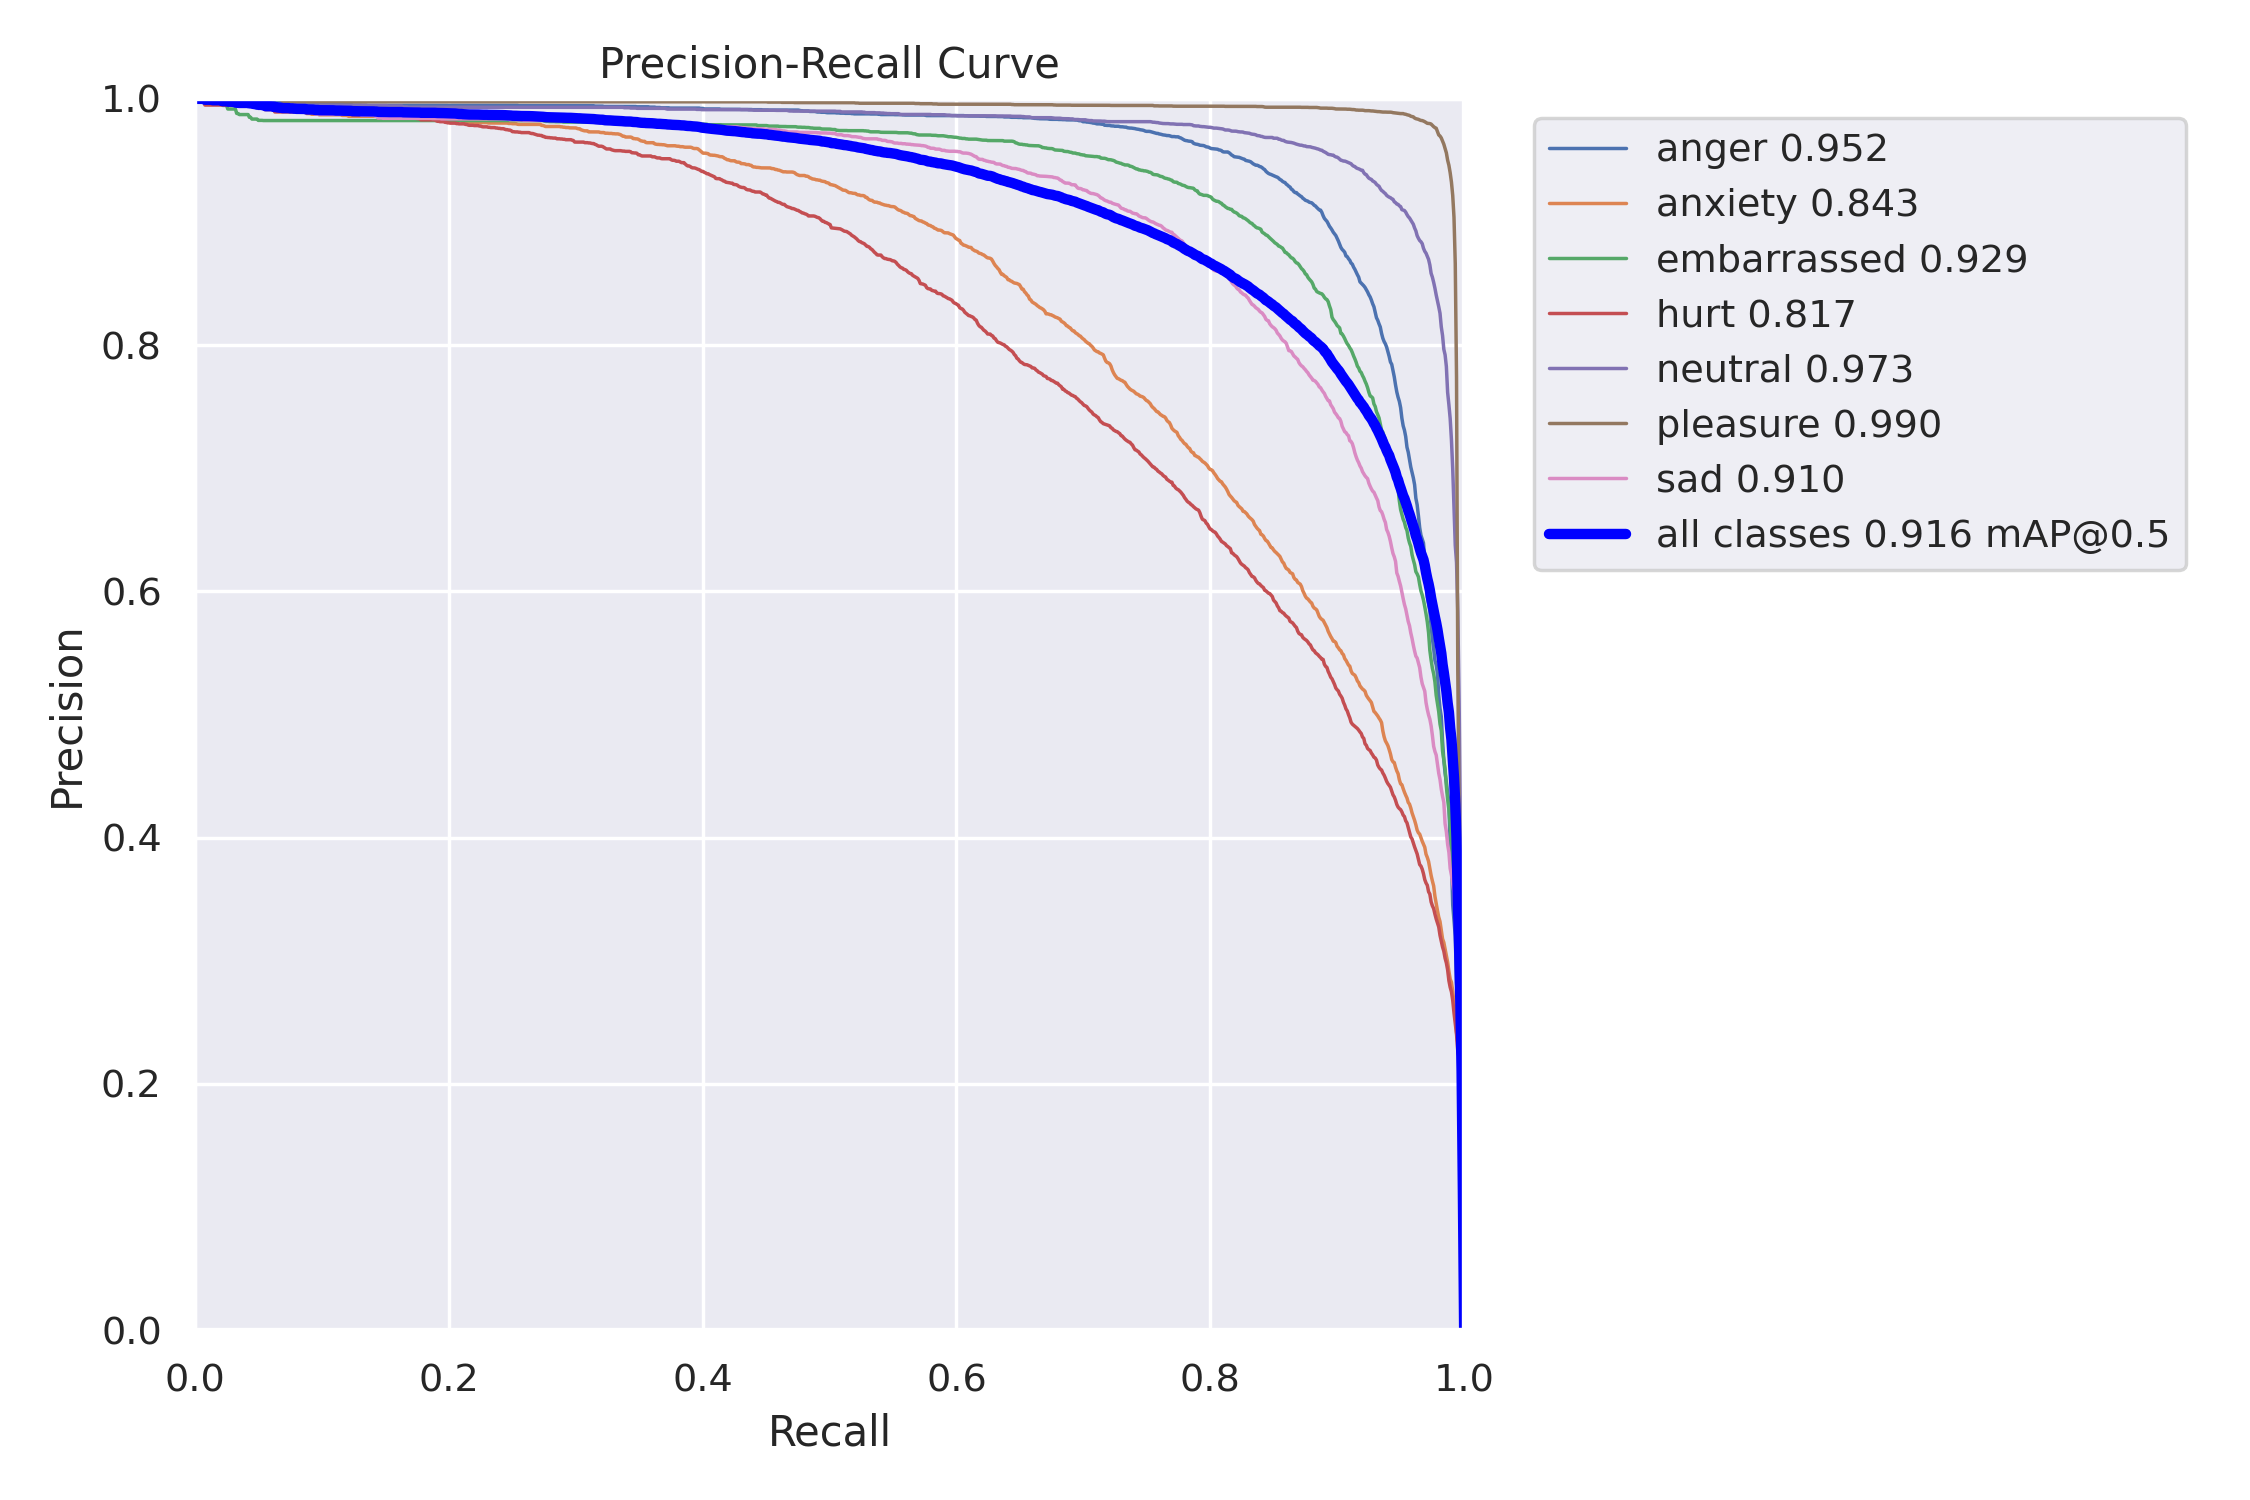 Precision-Recall Curve
1.0
0.8
0.6
0.4
0.2
0.0
Precision
0.0 0.2 0.4 0.6 0.8 1.0
Recall
anger 0.952
anxiety 0.843
embarrassed 0.929
hurt 0.817
neutral 0.973
pleasure 0.990
sad 0.910
all classes 0.916 mAP@0.5